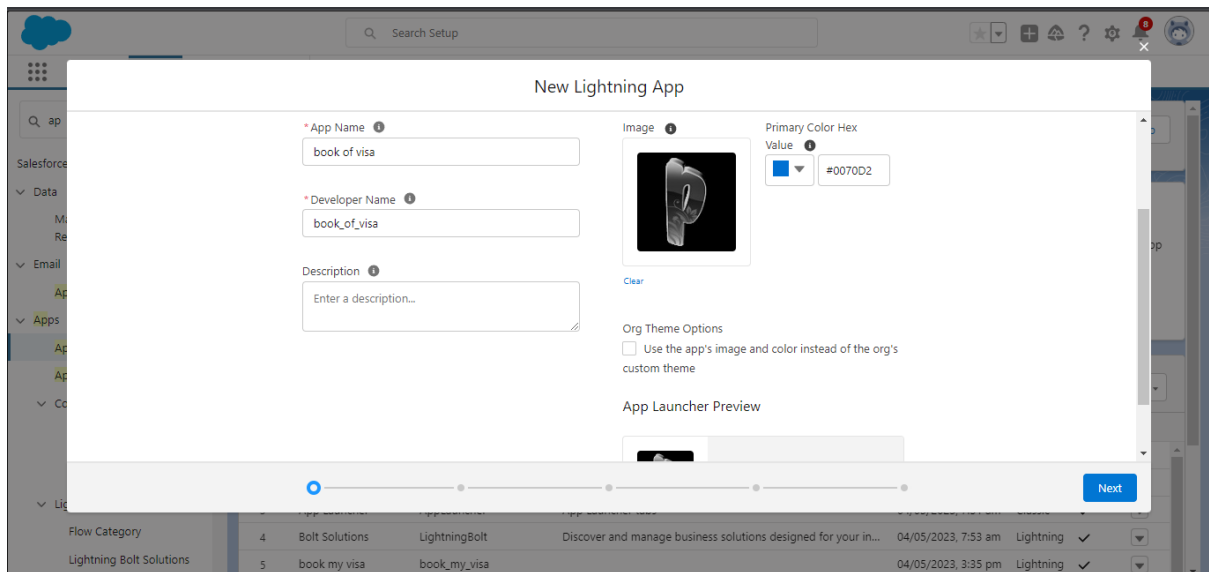 Search Setup
8
New Lightning App
ap
Salesforce
Data
Email
Apps
* App Name
book of visa
* Developer Name
book_of_visa
Description
Enter a description...
Image
P
Clear
Primary Color Hex
Value
#0070D2
Org Theme Options
Use the app's image and color instead of the org's
custom theme
App Launcher Preview
Next
Flow Category
Lightning Bolt Solutions
4 Bolt Solutions LightningBolt Discover and manage business solutions designed for your in... 04/05/2023, 7:53 am Lightning
5 book my visa book_my_visa 04/05/2023, 3:35 pm Lightning